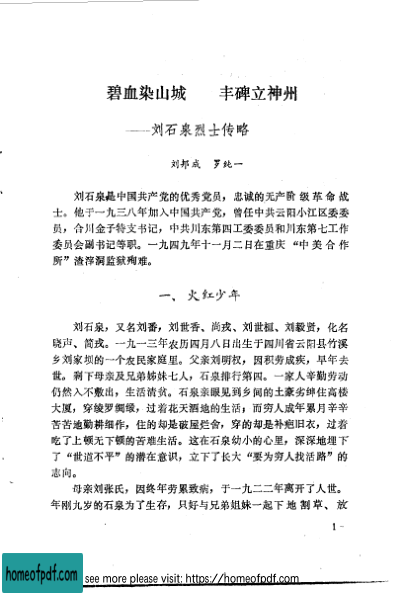 碧血染山城　　丰碑立神州
——刘石泉烈士传略
刘邦成　罗纯一
刘石泉是中国共产党的优秀党员，忠诚的无产阶级革命战
士。他于一九三八年加入中国共产党，曾任中共云阳小江区委委
员，合川金子特支书记，中共川东第四工委委员和川东第七工作
委员会副书记等职。一九四九年十一月二日在重庆“中美合作
所”渣滓洞监狱殉难。
一、火红少年
刘石泉，又名刘番，刘世香、尚戎、刘世楦、刘毅贤，化名
晓声、简戎。一九一三年农历四月八日出生于四川省云阳县竹溪
乡刘家坝的一个农民家庭里。父亲刘明权，因积劳成疾，早年去
世。剩下母亲及兄弟姊妹七人，石泉排行第四。一家人辛勤劳动
仍然入不敷出，生活清贫。石泉亲眼见到乡间的土豪劣绅住高楼
大厦，穿绫罗绸缎，过着花天酒地的生活；而穷人成年累月辛辛
苦苦地勤耕细作，住的却是破屋烂舍，穿的却是补疤旧衣，过着
吃了上顿无下顿的苦难生活。这在石泉幼小的心里，深深地埋下
了“世道不平”的潜在意识，立下了长大“要为穷人找活路”的
志向。
母亲刘张氏，因终年劳累致病，于一九二二年离开了人世。
年刚九岁的石泉为了生存，只好与兄弟姐妹一起下地割草、放
1 -
homeofpdf.com
see more please visit: https://homeofpdf.com